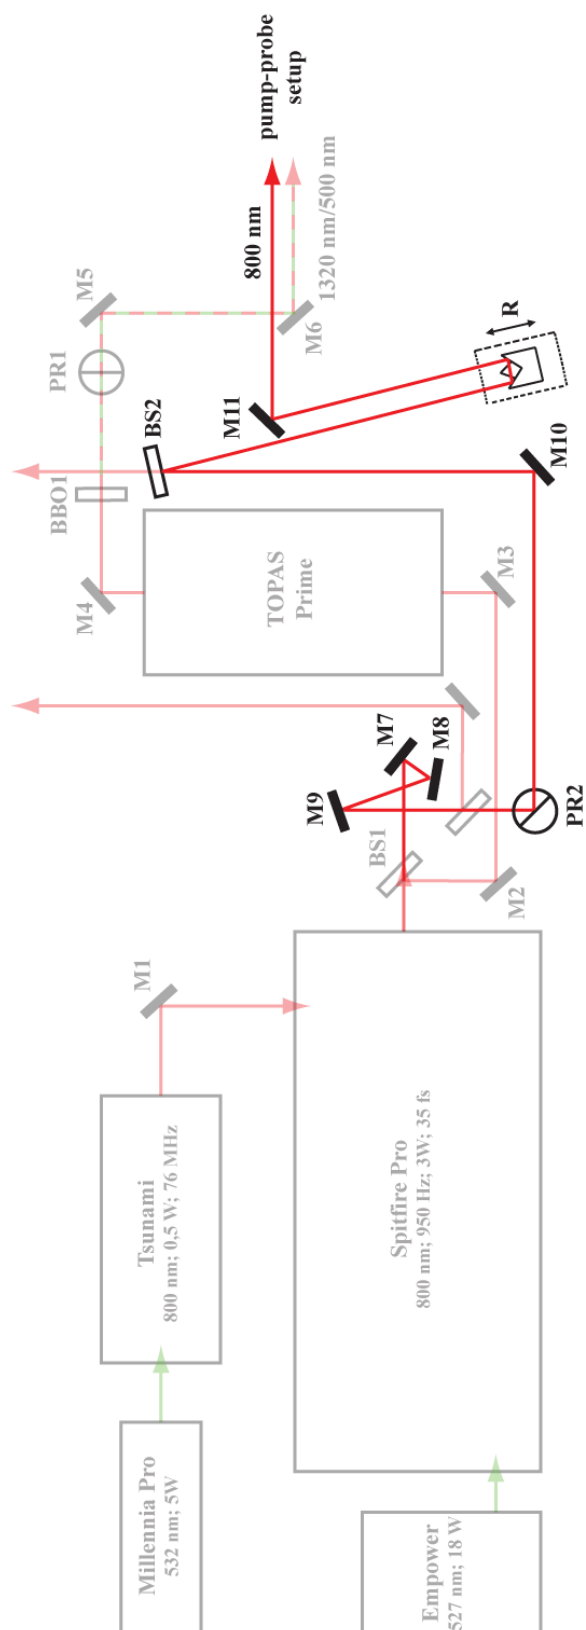 Millennia Pro
532 nm; 5W
Tsunami
800 nm; 0,5 W; 76 MHz
M1
Empower
527 nm; 18 W
Spitfire Pro
800 nm; 950 Hz; 3W; 35 fs
M2
BS1
M9
M7
M8
PR2
M3
M4
TOPAS
Prime
BBO1
BS2
M10
PR1
M11
R
M5
M6
800 nm
1320 nm/500 nm
pump-probe
setup